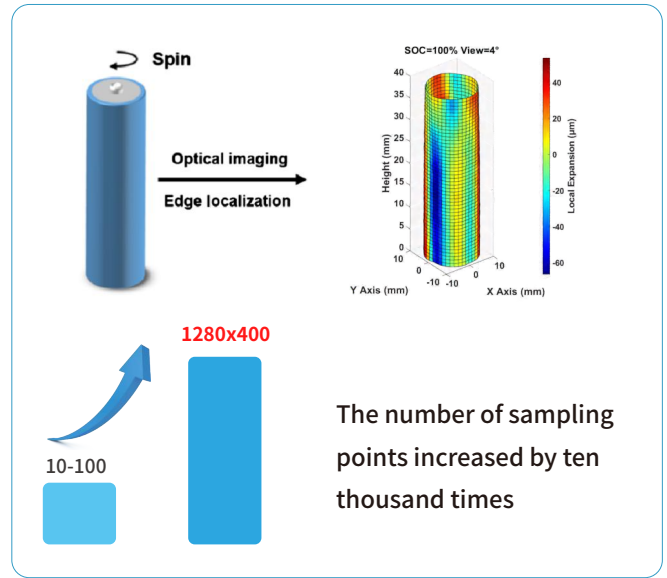 Spin
Optical imaging
Edge localization
SOC=100% View=4°
40
35
30
25
20
15
10
5
0
Height (mm)
10
0
-10
Y Axis (mm)
-10
0
10
X Axis (mm)
40
20
0
-20
-40
-60
Local Expansion (μm)
1280x400
10-100
The number of sampling
points increased by ten
thousand times